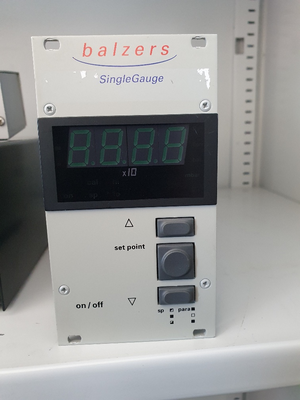 balzers
SingleGauge
8.8.8.8
x10
set point
on / off
sp para